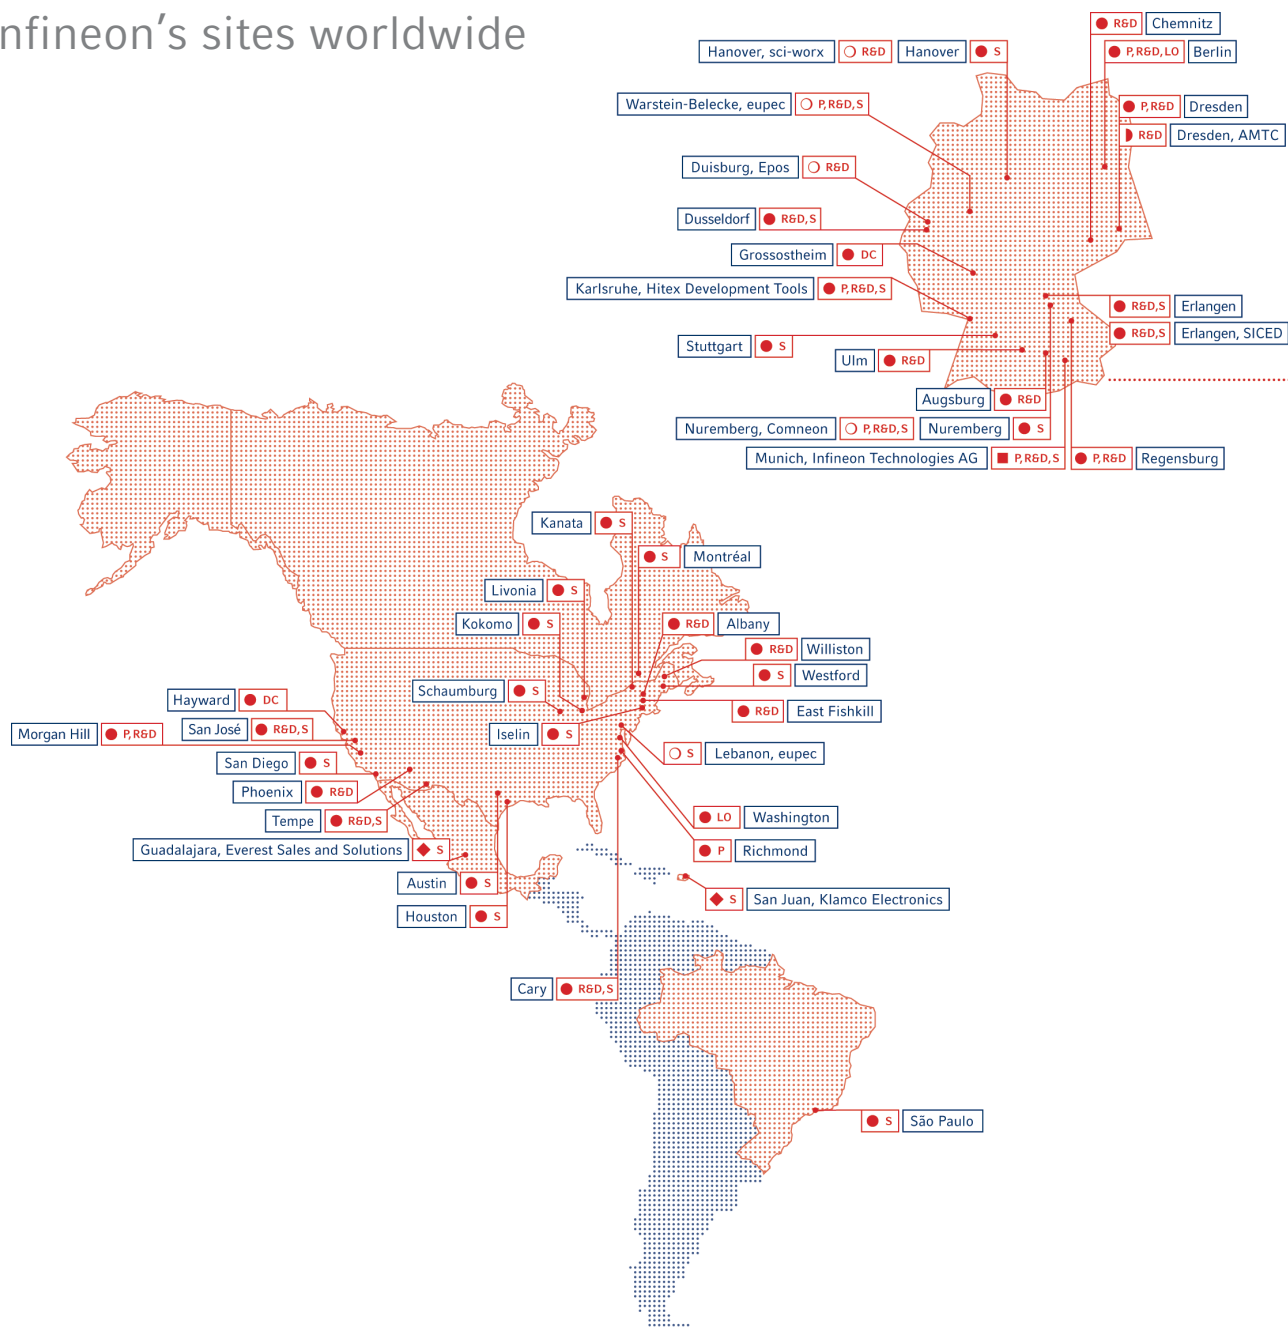 nfineon's sites worldwide
R&D Chemnitz
Hanover, sci-worx R&D Hanover S
P,R&D,LO Berlin
Warstein-Belecke, eupec P,R&D,S
P,R&D Dresden
R&D Dresden, AMTC
Duisburg, Epos R&D
Dusseldorf R&D,S
Grossostheim DC
Karlsruhe, Hitex Development Tools P,R&D,S
R&D,S Erlangen
R&D,S Erlangen, SICED
Stuttgart S
Ulm R&D
Augsburg R&D
Nuremberg, Comneon P,R&D,S Nuremberg S
Munich, Infineon Technologies AG P,R&D,S
P,R&D Regensburg
Kanata S
S Montréal
Livonia S
Kokomo S
R&D Albany
R&D Williston
S Westford
Schaumburg S
Hayward DC
R&D East Fishkill
San José R&D,S
Morgan Hill P,R&D
Iselin S
S Lebanon, eupec
San Diego S
Phoenix R&D
Tempe R&D,S
LO Washington
Guadalajara, Everest Sales and Solutions S
P Richmond
Austin S
S San Juan, Klamco Electronics
Houston S
Cary R&D,S
S São Paulo